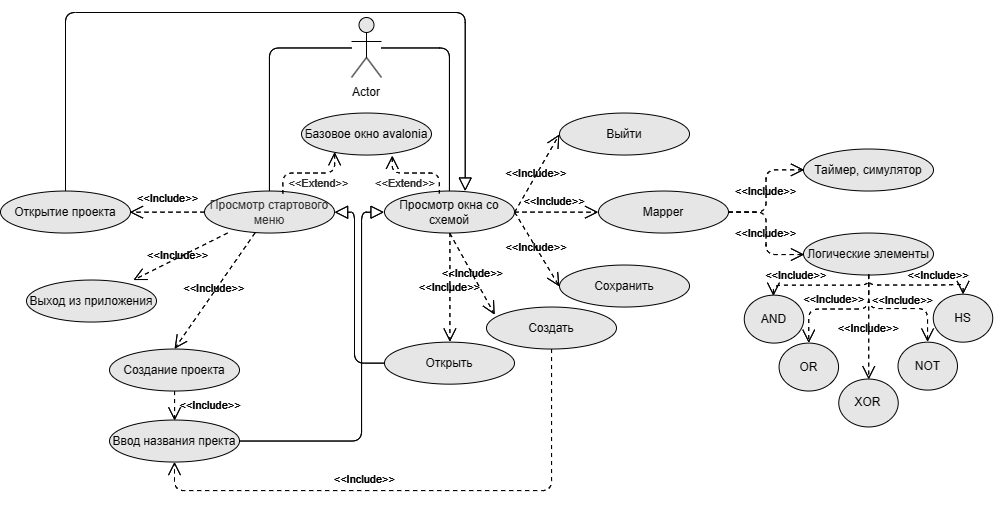 Actor
Базовое окно avalonia
Выйти
<<Include>>
Таймер, симулятор
<<Extend>>
<<Extend>>
<<Include>>
Открытие проекта
<<Include>>
Просмотр стартового
меню
Просмотр окна со
схемой
<<Include>>
Mapper
<<Include>>
<<Include>>
<<Include>>
<<Include>>
Логические элементы
<<Include>>
<<Include>>
<<Include>>
<<Include>>
Выход из приложения
<<Include>>
<<Include>>
Сохранить
<<Include>>
<<Include>>
AND
HS
Создать
<<Include>>
Создание проекта
Открыть
OR
NOT
XOR
<<Include>>
Ввод названия пректа
<<Include>>